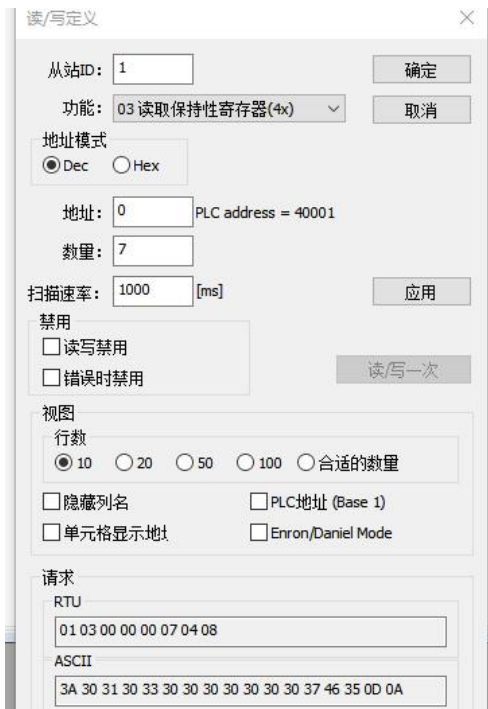 读/写定义
从站ID: 1 确定
功能: 03 读取保持性寄存器(4x) 取消
地址模式
Dec Hex
地址: 0 PLC address = 40001
数量: 7
扫描速率: 1000 [ms] 应用
禁用
读写禁用
错误时禁用 读/写一次
视图
行数
10 20 50 100 合适的数量
隐藏列名 PLC地址 (Base 1)
单元格显示地 Enron/Daniel Mode
请求
RTU
01 03 00 00 00 07 04 08
ASCII
3A 30 31 30 33 30 30 30 30 30 30 30 37 46 35 0D 0A